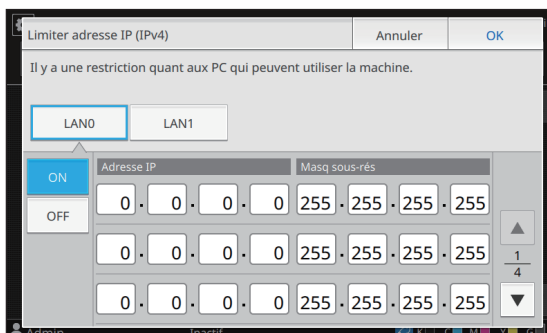 Limiter adresse IP (IPv4) Annuler OK
Il y a une restriction quant aux PC qui peuvent utiliser la machine.
LAN0 LAN1
Adresse IP Masq sous-rés
ON
0 . 0 . 0 . 0 255 . 255 . 255 . 255
OFF
0 . 0 . 0 . 0 255 . 255 . 255 . 255
1
4
0 . 0 . 0 . 0 255 . 255 . 255 . 255
Admin Inactif K C M Y G